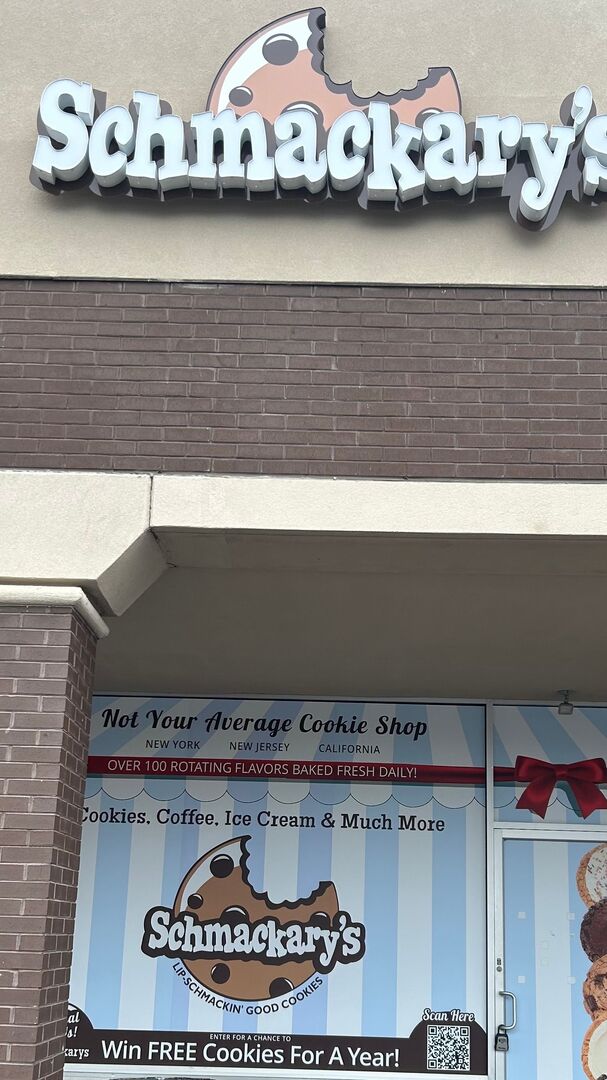 Schmackary's
Not Your Average Cookie Shop
NEW YORK NEW JERSEY CALIFORNIA
OVER 100 ROTATING FLAVORS BAKED FRESH DAILY!
Cookies, Coffee, Ice Cream & Much More
Schmackary's
LIP-SCHMACKIN' GOOD COOKIES
Scan Here
ENTER FOR A CHANCE TO
Win FREE Cookies For A Year!